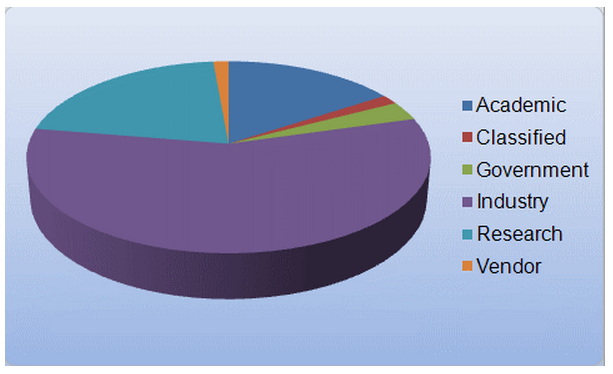 Academic
Classified
Government
Industry
Research
Vendor